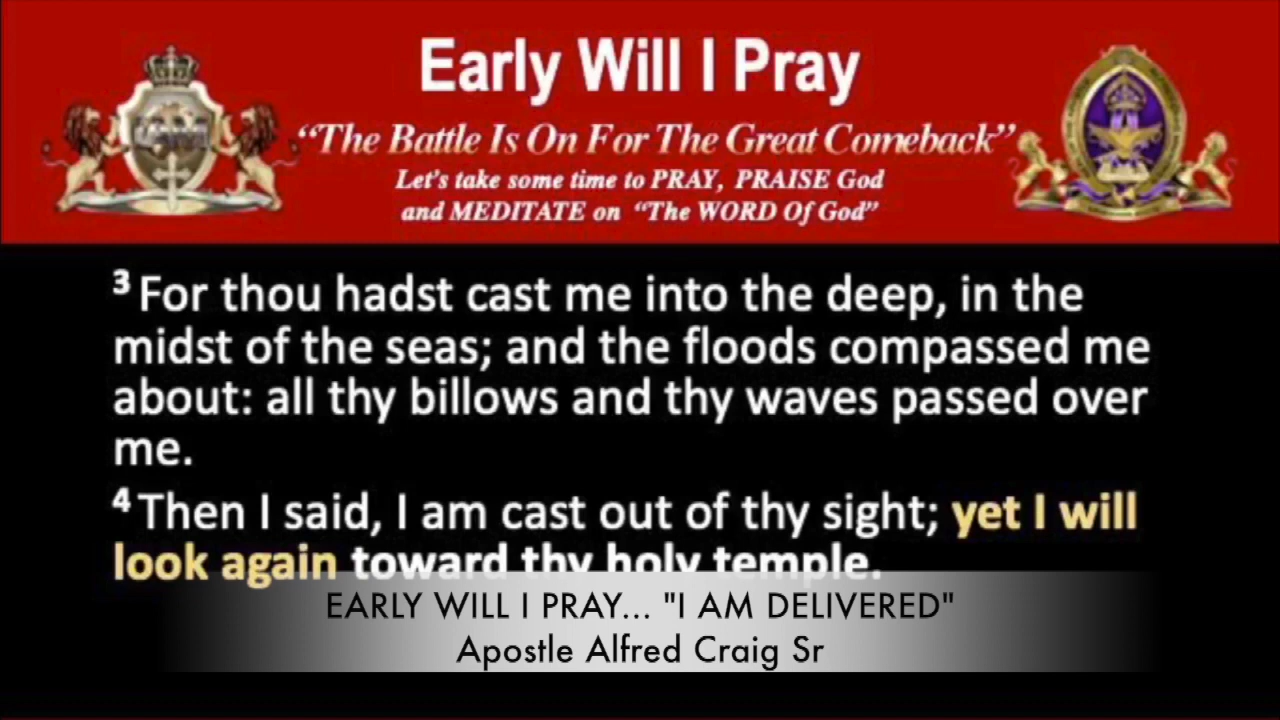 Early Will I Pray
“The Battle Is On For The Great Comeback”
Let's take some time to PRAY, PRAISE God
and MEDITATE on “The WORD Of God”
3 For thou hadst cast me into the deep, in the
midst of the seas; and the floods compassed me
about: all thy billows and thy waves passed over
me.
4 Then I said, I am cast out of thy sight; yet I will
look again toward thy holy temple.
EARLY WILL I PRAY... "I AM DELIVERED"
Apostle Alfred Craig Sr